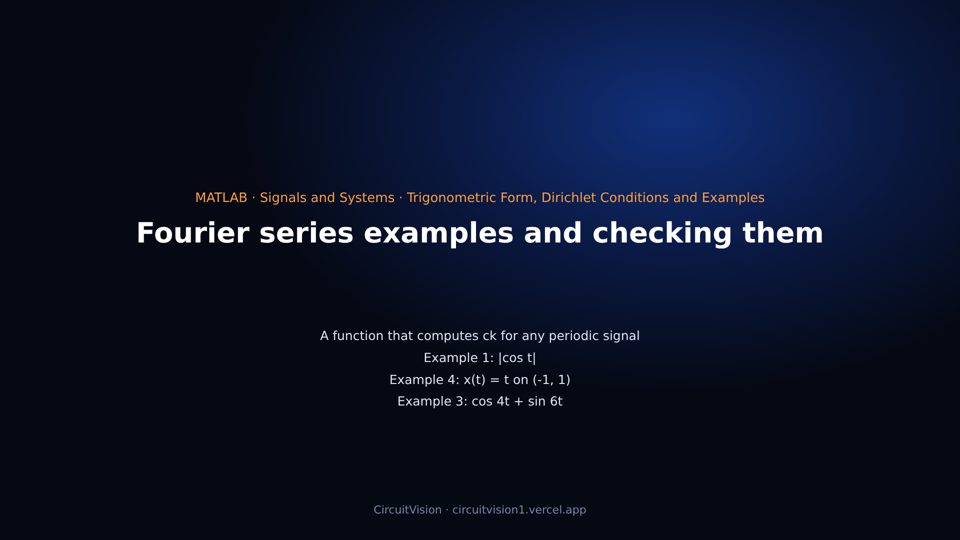 MATLAB · Signals and Systems · Trigonometric Form, Dirichlet Conditions and Examples
Fourier series examples and checking them
A function that computes ck for any periodic signal
Example 1: |cos t|
Example 4: x(t) = t on (-1, 1)
Example 3: cos 4t + sin 6t
CircuitVision · circuitvision1.vercel.app